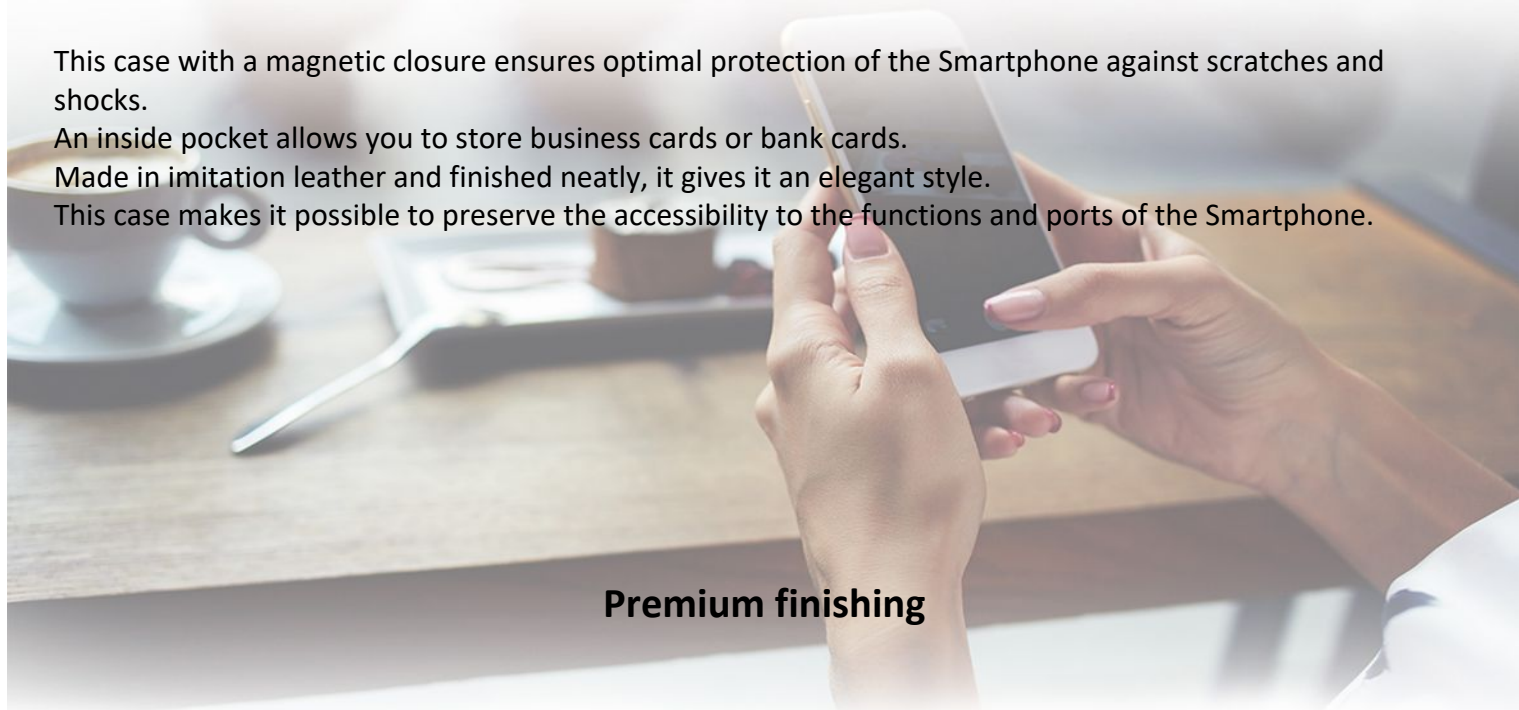 This case with a magnetic closure ensures optimal protection of the Smartphone against scratches and
shocks.
An inside pocket allows you to store business cards or bank cards.
Made in imitation leather and finished neatly, it gives it an elegant style.
This case makes it possible to preserve the accessibility to the functions and ports of the Smartphone.
Premium finishing